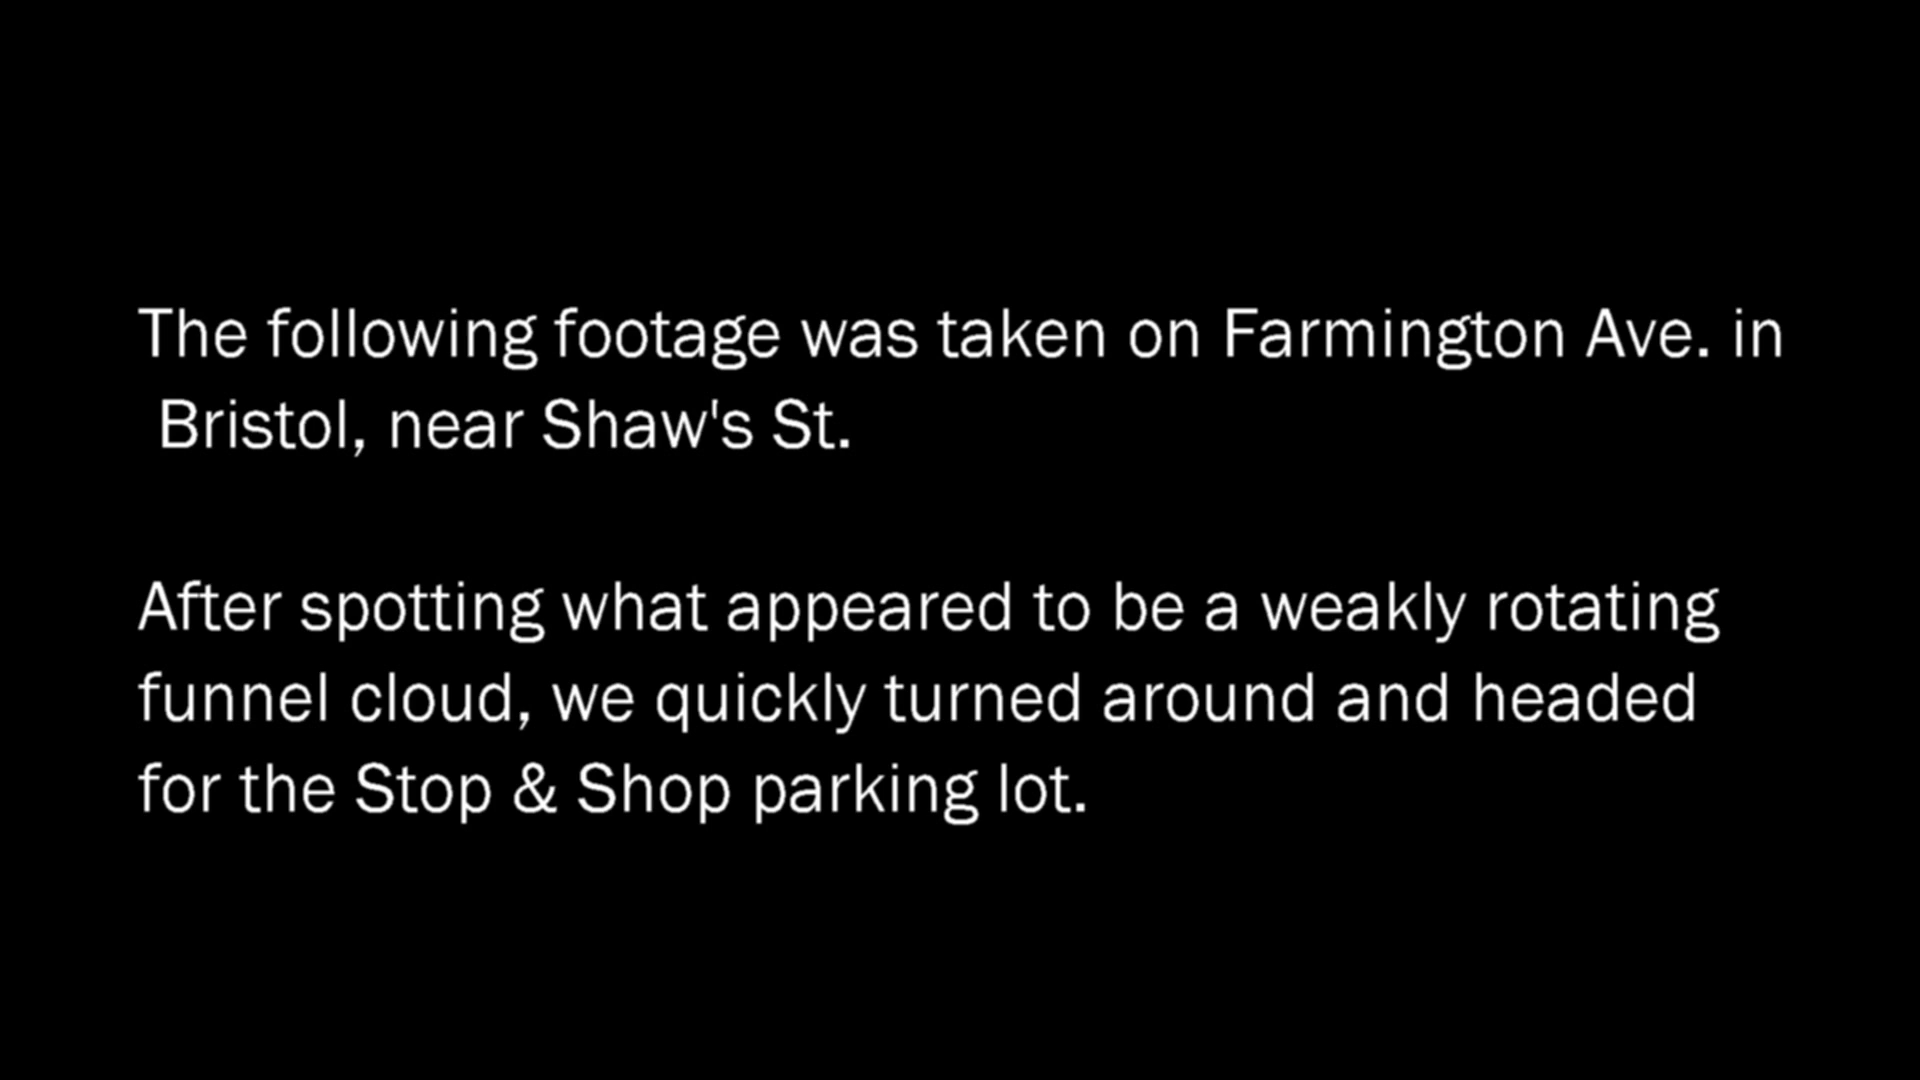 The following footage was taken on Farmington Ave. in
Bristol, near Shaw's St.
After spotting what appeared to be a weakly rotating
funnel cloud, we quickly turned around and headed
for the Stop & Shop parking lot.